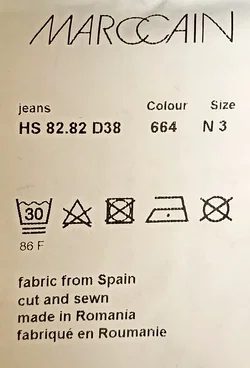 MARCCAIN
jeans Colour Size
HS 82.82 D38 664 N 3
30
86 F
fabric from Spain
cut and sewn
made in Romania
fabriqué en Roumanie